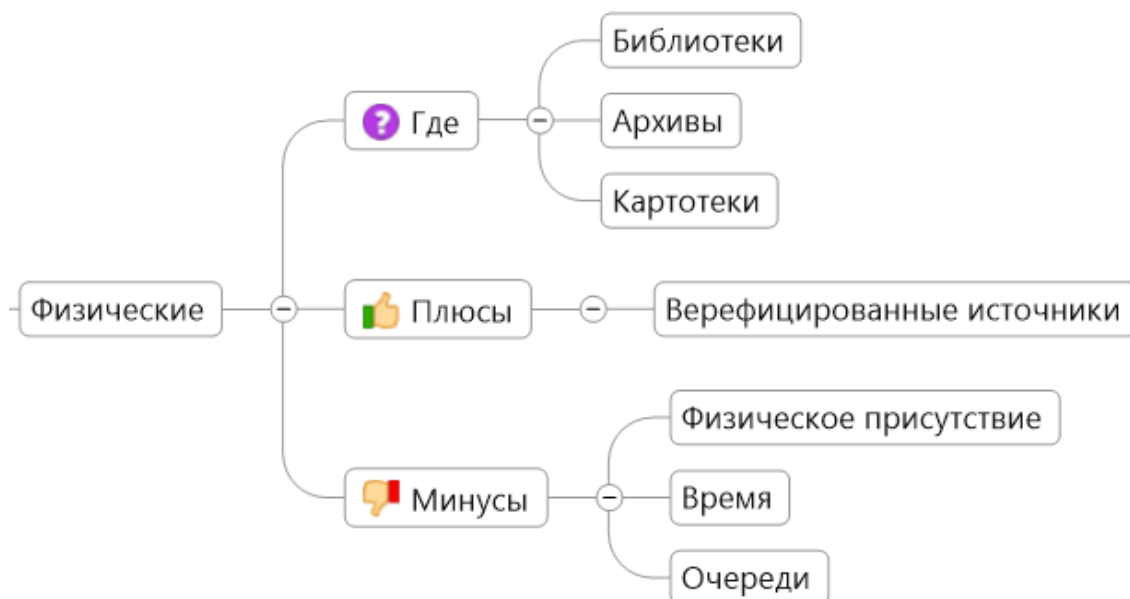 Физические
Где
Библиотеки
Архивы
Картотеки
Плюсы
Верефицированные источники
Минусы
Физическое присутствие
Время
Очереди